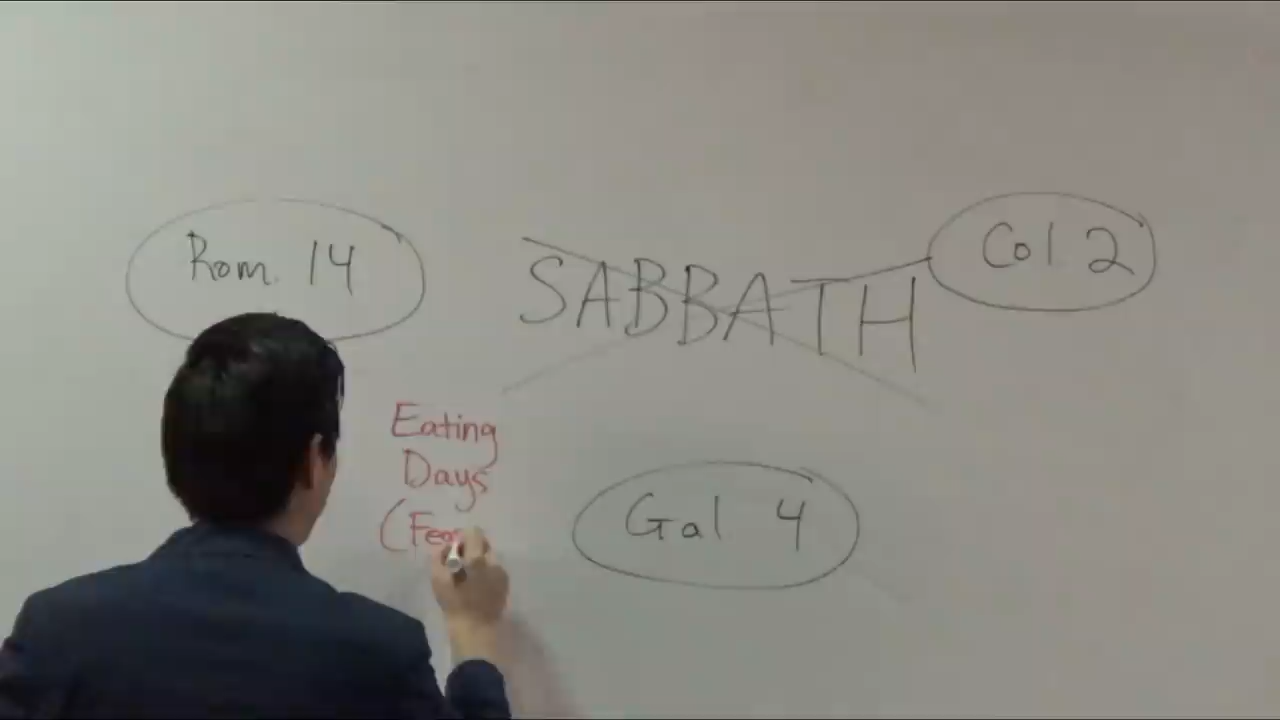 Rom. 14
SABBATH
Col 2
Eating
Days
Gal 4